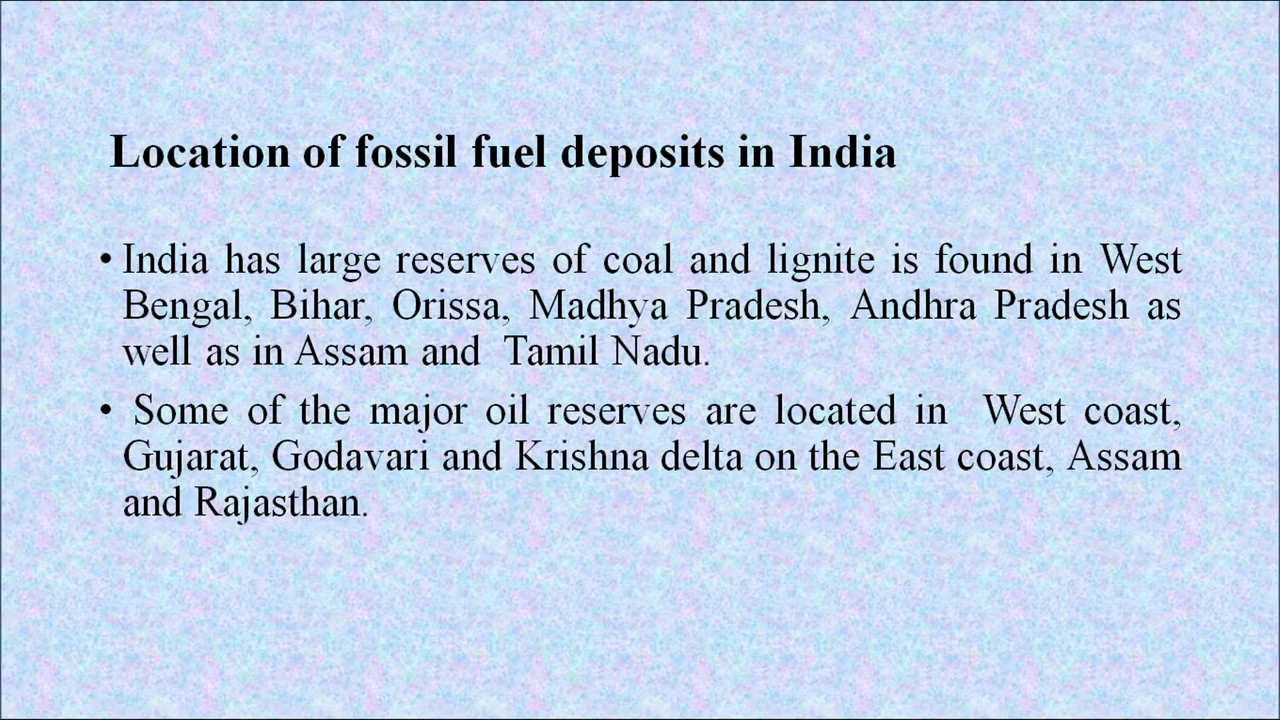 Location of fossil fuel deposits in India
• India has large reserves of coal and lignite is found in West
Bengal, Bihar, Orissa, Madhya Pradesh, Andhra Pradesh as
well as in Assam and  Tamil Nadu.
•  Some of the major oil reserves are located in  West coast,
Gujarat, Godavari and Krishna delta on the East coast, Assam
and Rajasthan.